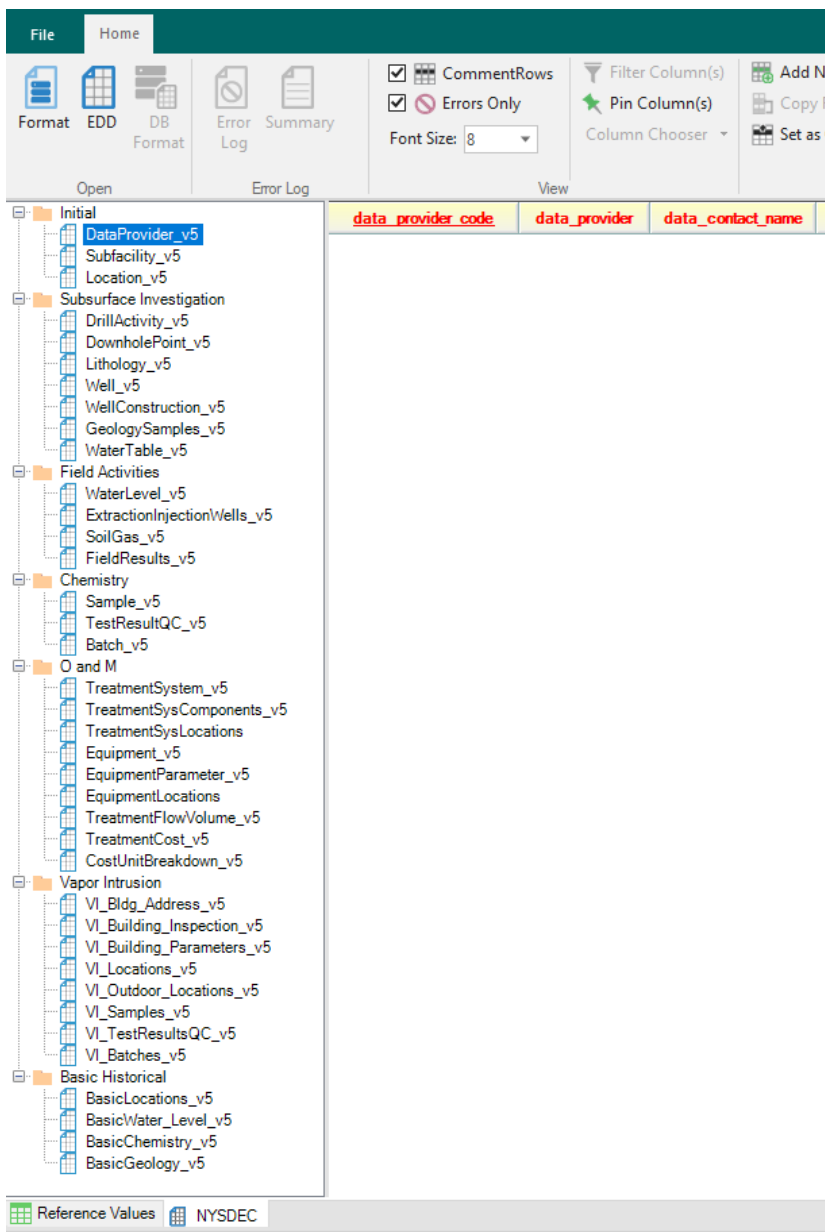 File Home
Format EDD DB Format
Error Log Summary
CommentRows
Errors Only
Font Size: 8
Filter Column(s)
Pin Column(s)
Column Chooser
Add N
Copy
Set as
Open Error Log View
data_provider_code data_provider data_contact_name
Initial
DataProvider_v5
Subfacility_v5
Location_v5
Subsurface Investigation
DrillActivity_v5
DownholePoint_v5
Lithology_v5
Well_v5
WellConstruction_v5
GeologySamples_v5
WaterTable_v5
Field Activities
WaterLevel_v5
ExtractionInjectionWells_v5
SoilGas_v5
FieldResults_v5
Chemistry
Sample_v5
TestResultQC_v5
Batch_v5
O and M
TreatmentSystem_v5
TreatmentSysComponents_v5
TreatmentSysLocations
Equipment_v5
EquipmentParameter_v5
EquipmentLocations
TreatmentFlowVolume_v5
TreatmentCost_v5
CostUnitBreakdown_v5
Vapor Intrusion
VI_Bldg_Address_v5
VI_Building_Inspection_v5
VI_Building_Parameters_v5
VI_Locations_v5
VI_Outdoor_Locations_v5
VI_Samples_v5
VI_TestResultsQC_v5
VI_Batches_v5
Basic Historical
BasicLocations_v5
BasicWater_Level_v5
BasicChemistry_v5
BasicGeology_v5
Reference Values NYSDEC